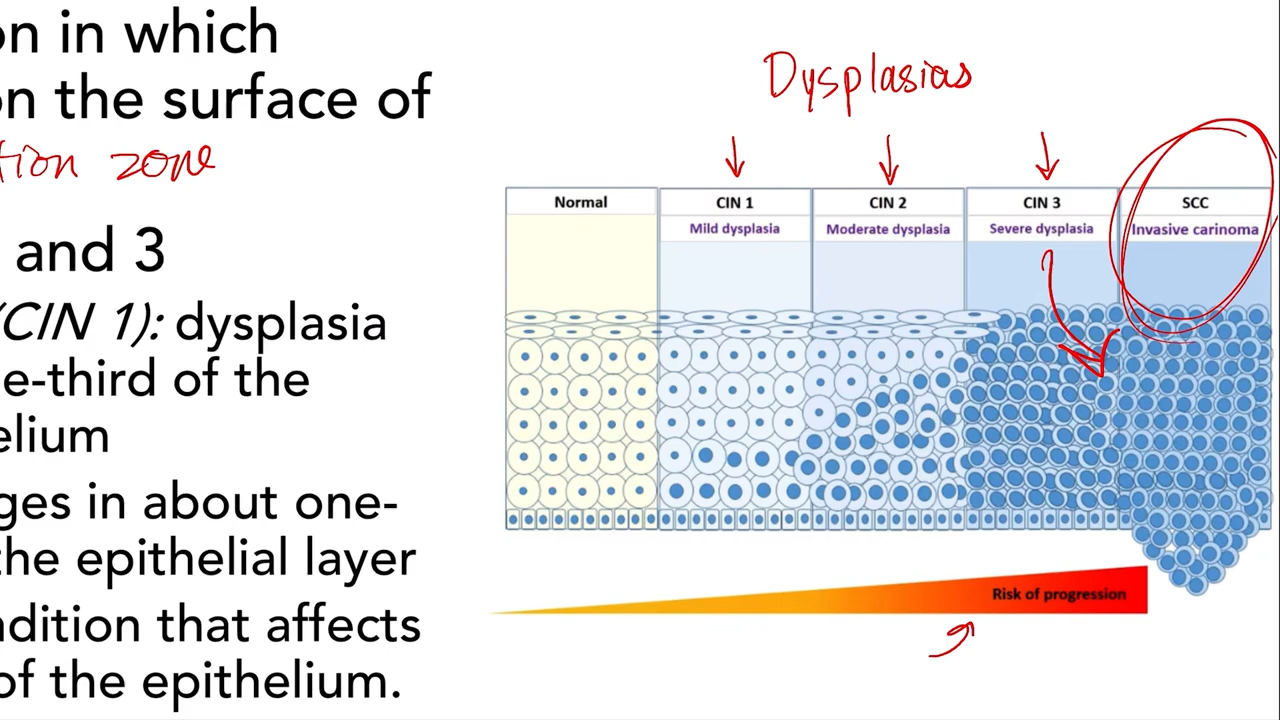 on in which
on the surface of
tion zone
and 3
(CIN 1): dysplasia
e-third of the
elium
ges in about one-
the epithelial layer
ndition that affects
of the epithelium.
Dysplasias
Normal
CIN 1
Mild dysplasia
CIN 2
Moderate dysplasia
CIN 3
Severe dysplasia
SCC
Invasive carinoma
Risk of progression